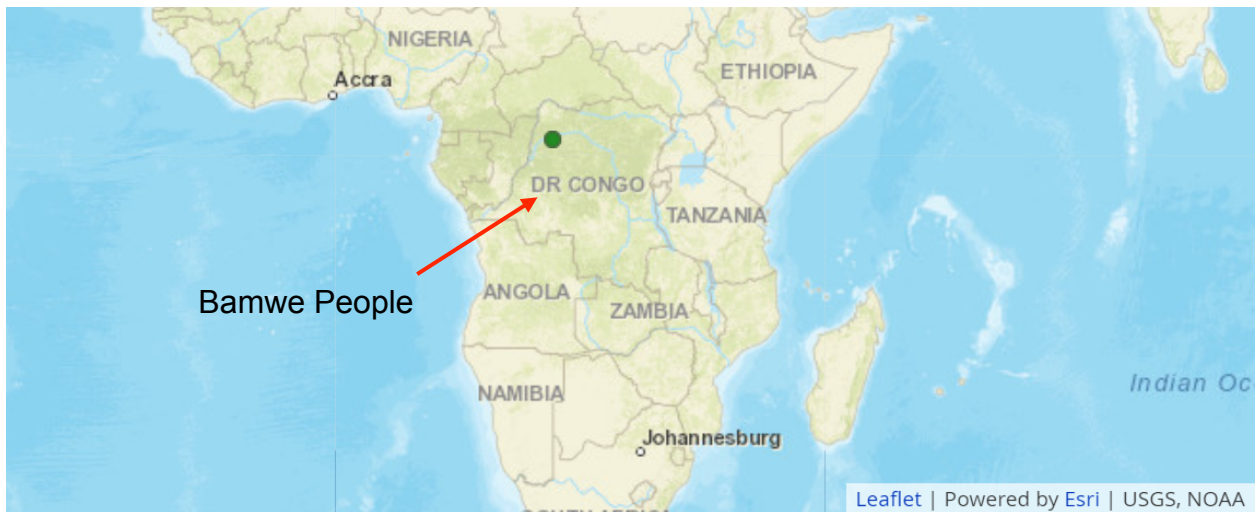 NIGERIA
Accra
ETHIOPIA
DR CONGO
TANZANIA
Bamwe People
ANGOLA
ZAMBIA
NAMIBIA
Indian Oc
Johannesburg
Leaflet | Powered by Esri | USGS, NOAA